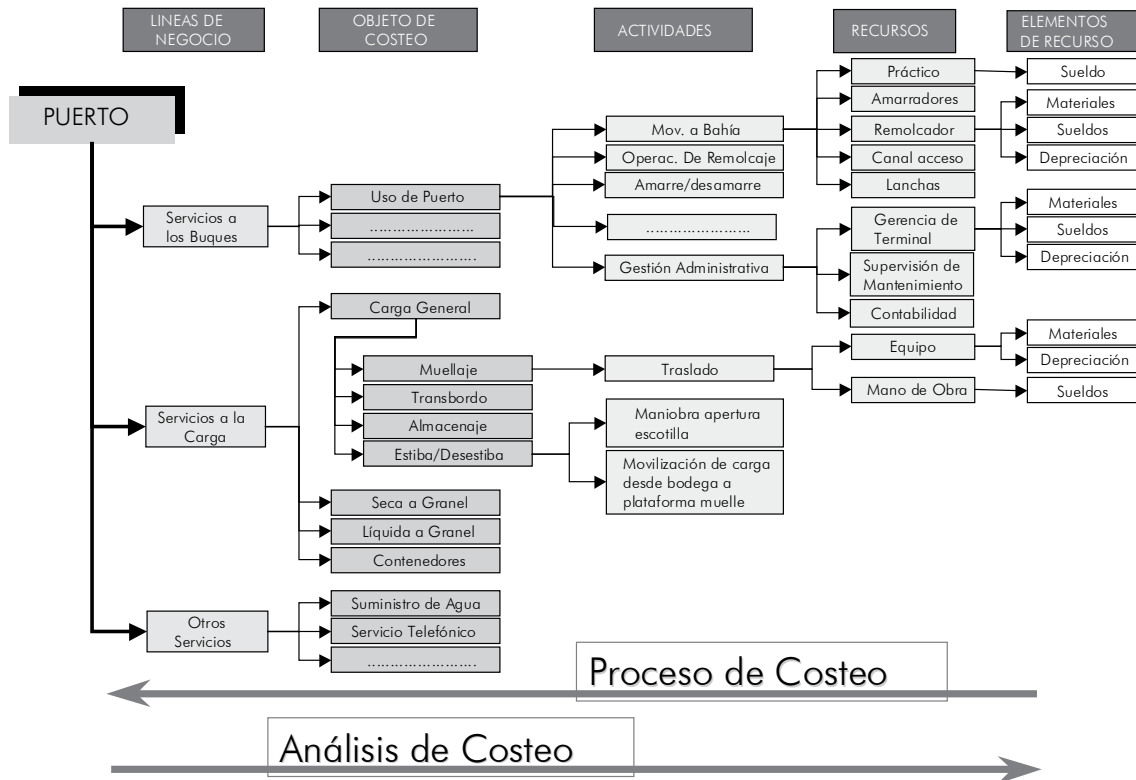 LINEAS DE
NEGOCIO
OBJETO DE
COSTEO
ACTIVIDADES
RECURSOS
ELEMENTOS
DE RECURSO
PUERTO
Servicios a
los Buques
Uso de Puerto
.......................
.......................
Mov. a Bahía
Operac. De Remolcaje
Amarre/desamarre
.......................
Gestión Administrativa
Práctico
Amarradores
Remolcador
Canal acceso
Lanchas
Gerencia de
Terminal
Supervisión de
Mantenimiento
Contabilidad
Sueldo
Materiales
Sueldos
Depreciación
Materiales
Sueldos
Depreciación
Servicios a la
Carga
Carga General
Muellaje
Transbordo
Almacenaje
Estiba/Desestiba
Seca a Granel
Líquida a Granel
Contenedores
Traslado
Maniobra apertura
escotilla
Movilización de carga
desde bodega a
plataforma muelle
Equipo
Mano de Obra
Materiales
Depreciación
Sueldos
Otros
Servicios
Suministro de Agua
Servicio Telefónico
.......................
Proceso de Costeo
Análisis de Costeo